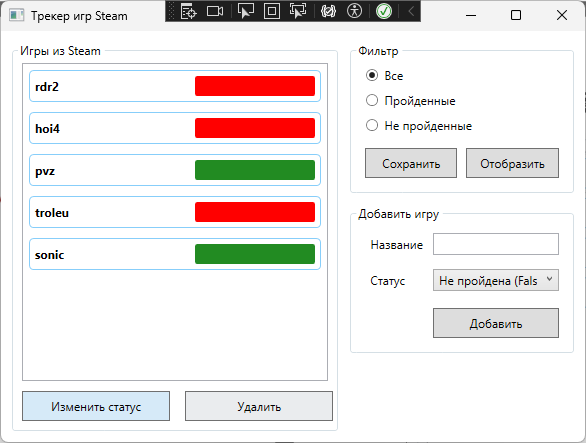 Трекер игр Steam
Игры из Steam
rdr2
hoi4
pvz
troleu
sonic
Изменить статус
Удалить
Фильтр
Все
Пройденные
Не пройденные
Сохранить
Отобразить
Добавить игру
Название
Статус
Не пройдена (Fals
Добавить